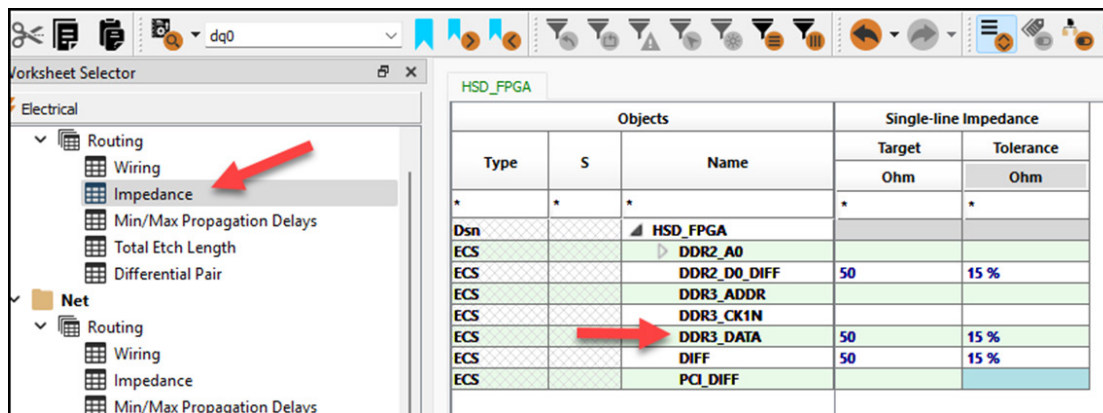 dq0
Worksheet Selector
Electrical
Routing
Wiring
Impedance
Min/Max Propagation Delays
Total Etch Length
Differential Pair
Net
Routing
Wiring
Impedance
Min/Max Propagation Delays
HSD_FPGA
Objects Single-line Impedance
Type S Name Target Tolerance
Ohm Ohm
* * * * *
Dsn HSD_FPGA
ECS DDR2_A0
ECS DDR2_D0_DIFF 50 15 %
ECS DDR3_ADDR
ECS DDR3_CK1N
ECS DDR3_DATA 50 15 %
ECS DIFF 50 15 %
ECS PCI_DIFF